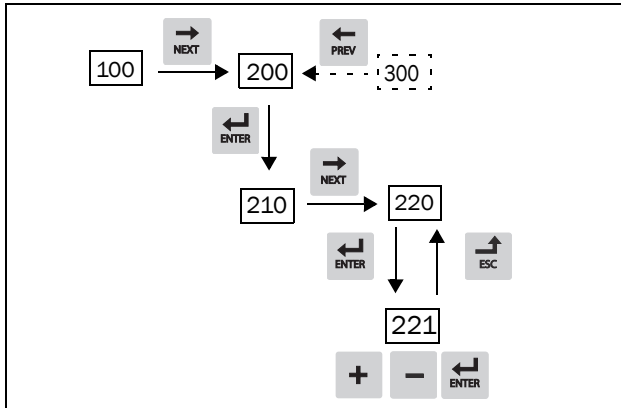 NEXT
PREV
100
200
300
ENTER
NEXT
210
220
ENTER
ESC
221
+
−
ENTER